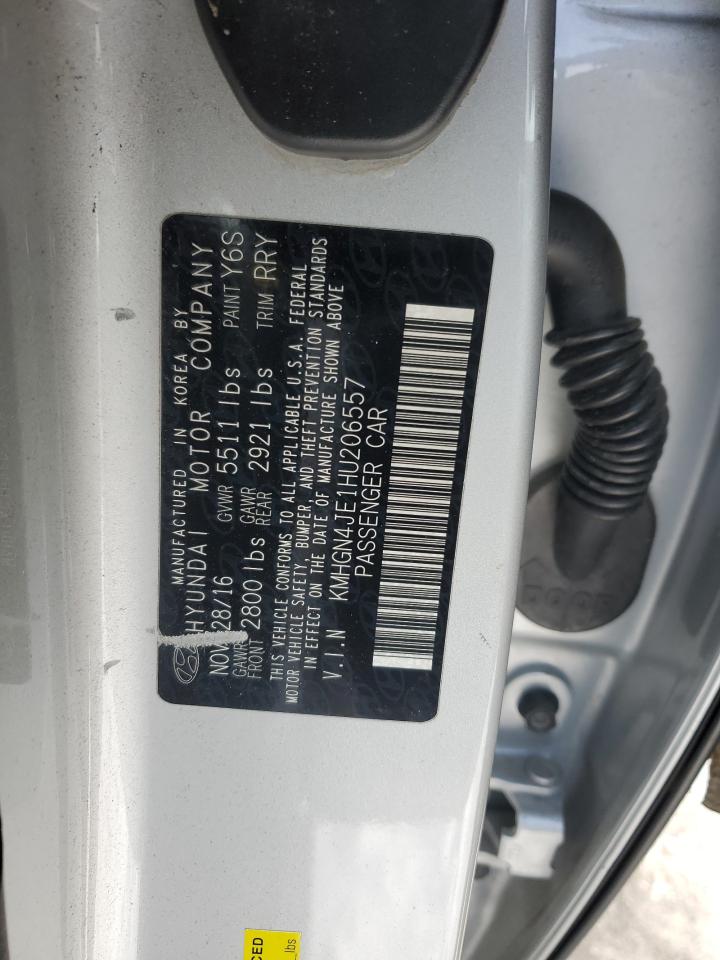 MANUFACTURED IN KOREA BY
HYUNDAI MOTOR COMPANY
NOV/28/16 GVWR 5511 lbs PAINT Y6S
GAWR FRONT 2800 lbs GAWR REAR 2921 lbs TRIM RRY
THIS VEHICLE CONFORMS TO ALL APPLICABLE U.S.A. FEDERAL
MOTOR VEHICLE SAFETY, BUMPER, AND THEFT PREVENTION STANDARDS
IN EFFECT ON THE DATE OF MANUFACTURE SHOWN ABOVE
V.I.N KMHGN4JE1HU206557
PASSENGER CAR
DOOR
CED
lbs